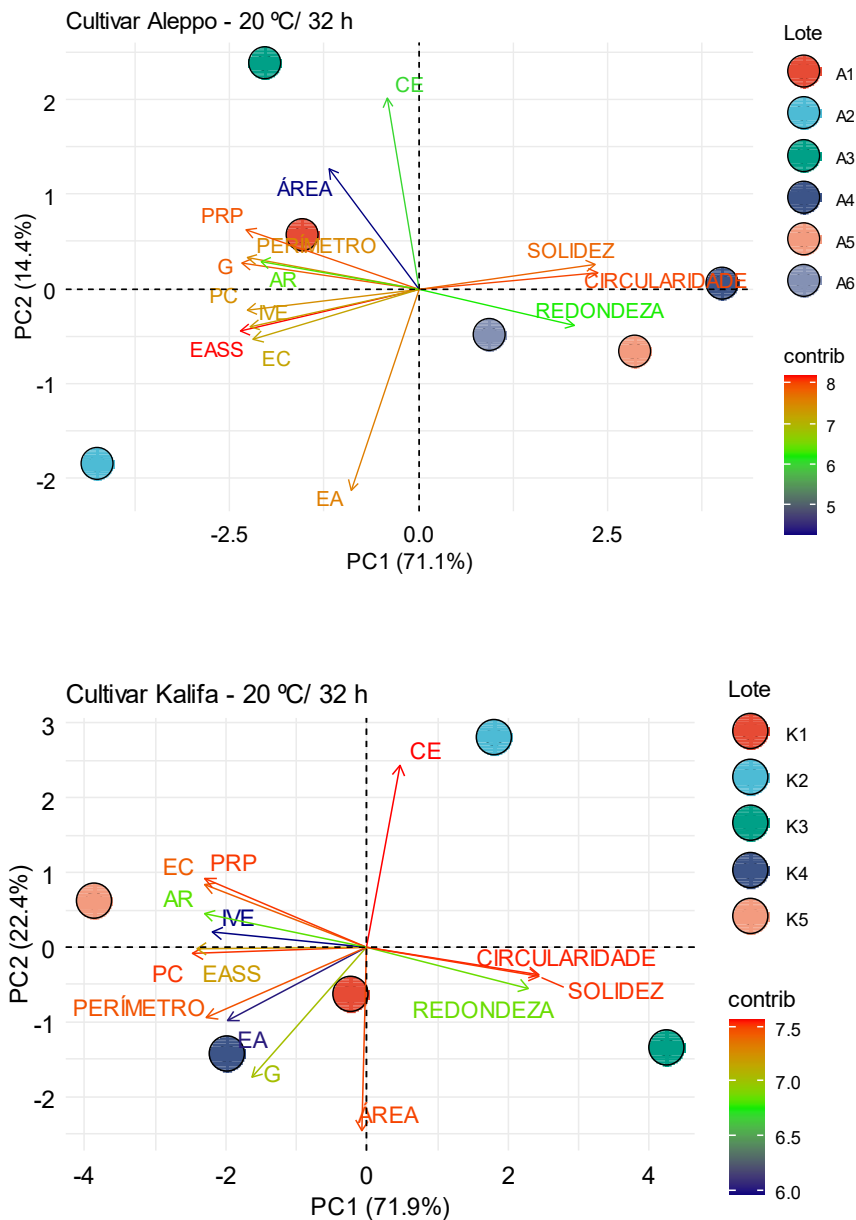 Cultivar Aleppo - 20 ºC/ 32 h
Lote
A1
A2
A3
A4
A5
A6
contrib
8
7
6
5
CE
ÁREA
PRP
PERÍMETRO
G
AR
PC
IVE
EASS
EC
EA
SOLIDEZ
CIRCULARIDADE
REDONDEZA
2
1
0
-1
-2
PC2 (14.4%)
-2.5
0.0
2.5
PC1 (71.1%)
Cultivar Kalifa - 20 ºC/ 32 h
Lote
K1
K2
K3
K4
K5
contrib
7.5
7.0
6.5
6.0
CE
EC
PRP
AR
IVE
PC
EASS
PERÍMETRO
EA
G
ÁREA
CIRCULARIDADE
SOLIDEZ
REDONDEZA
3
2
1
0
-1
-2
PC2 (22.4%)
-4
-2
0
2
4
PC1 (71.9%)